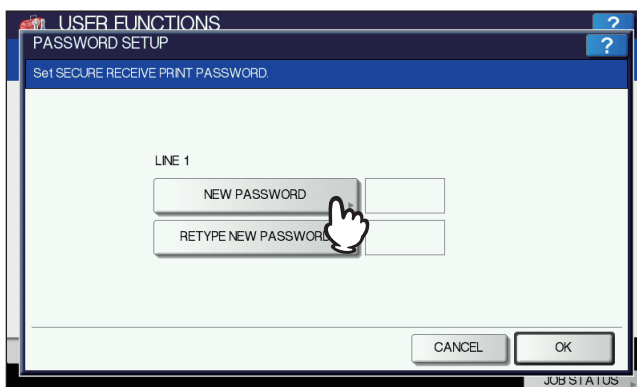 USER FUNCTIONS
?
PASSWORD SETUP
?
Set SECURE RECEIVE PRINT PASSWORD.
LINE 1
NEW PASSWORD
RETYPE NEW PASSWORD
CANCEL
OK
JOB STATUS